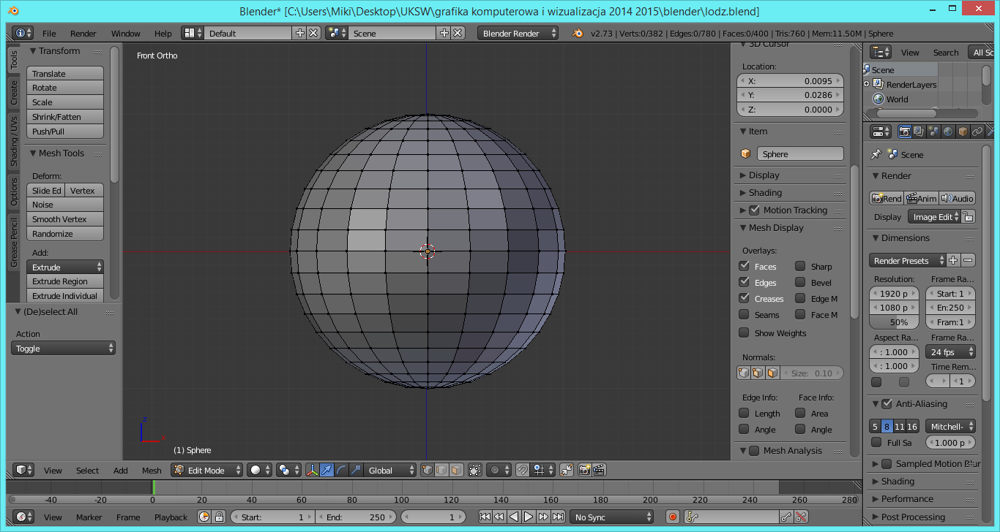 Blender* [C:\Users\Miki\Desktop\UKSW\grafika komputerowa i wizualizacja 2014 2015\blender\lodz.blend]
File Render Window Help Default Scene Blender Render v2.73 | Verts:0/382 | Edges:0/780 | Faces:0/400 | Tris:760 | Mem:11.50M | Sphere
Tools
Create
Shading / UVs
Options
Grease Pencil
Transform
Translate
Rotate
Scale
Shrink/Fatten
Push/Pull
Mesh Tools
Deform:
Slide Ed Vertex
Noise
Smooth Vertex
Randomize
Add:
Extrude
Extrude Region
Extrude Individual
(De)select All
Action
Toggle
Front Ortho
z
x
(1) Sphere
3D Cursor
Location:
X: 0.0095
Y: 0.0286
Z: 0.0000
Item
Sphere
Display
Shading
Motion Tracking
Mesh Display
Overlays:
Faces Sharp
Edges Bevel
Creases Edge M
Seams Face M
Show Weights
Normals:
Size: 0.10
Edge Info: Face Info:
Length Area
Angle Angle
Mesh Analysis
View Search All Sc
Scene
RenderLayers
World
Scene
Render
Rend Anim Audio
Display Image Edit
Dimensions
Render Presets
Resolution: Frame Ra...
1920 p Start: 1
1080 p En:250
50% Fram:1
Aspect Ra... Frame Ra...
: 1.000 24 fps
: 1.000 Time Rem...
1
Anti-Aliasing
5 8 11 16 Mitchell-
Full Sa 1.000 p
Sampled Motion Blur
Shading
Performance
Post Processing
View Select Add Mesh Edit Mode Global
-40 -20 0 20 40 60 80 100 120 140 160 180 200 220 240 260 280
View Marker Frame Playback Start: 1 End: 250 1 No Sync